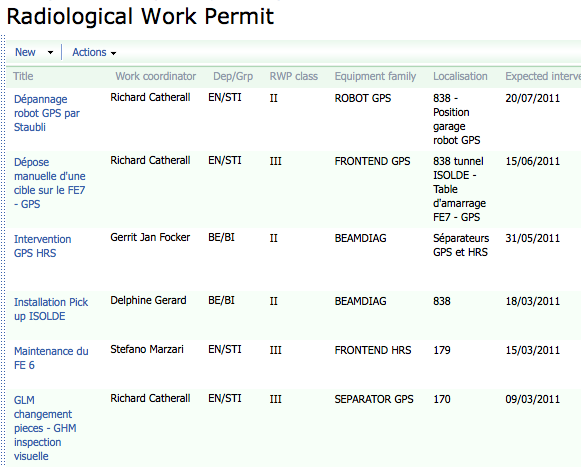 Radiological Work Permit
New Actions
Title Work coordinator Dep/Grp RWP class Equipment family Localisation Expected interve
Dépannage robot GPS par Staubli Richard Catherall EN/STI II ROBOT GPS 838 - Position garage robot GPS 20/07/2011
Dépose manuelle d'une cible sur le FE7 - GPS Richard Catherall EN/STI III FRONTEND GPS 838 tunnel ISOLDE - Table d'amarrage FE7 - GPS 15/06/2011
Intervention GPS HRS Gerrit Jan Focker BE/BI II BEAMDIAG Séparateurs GPS et HRS 31/05/2011
Installation Pick up ISOLDE Delphine Gerard BE/BI II BEAMDIAG 838 18/03/2011
Maintenance du FE 6 Stefano Marzari EN/STI III FRONTEND HRS 179 15/03/2011
GLM changement pieces - GHM inspection visuelle Richard Catherall EN/STI III SEPARATOR GPS 170 09/03/2011